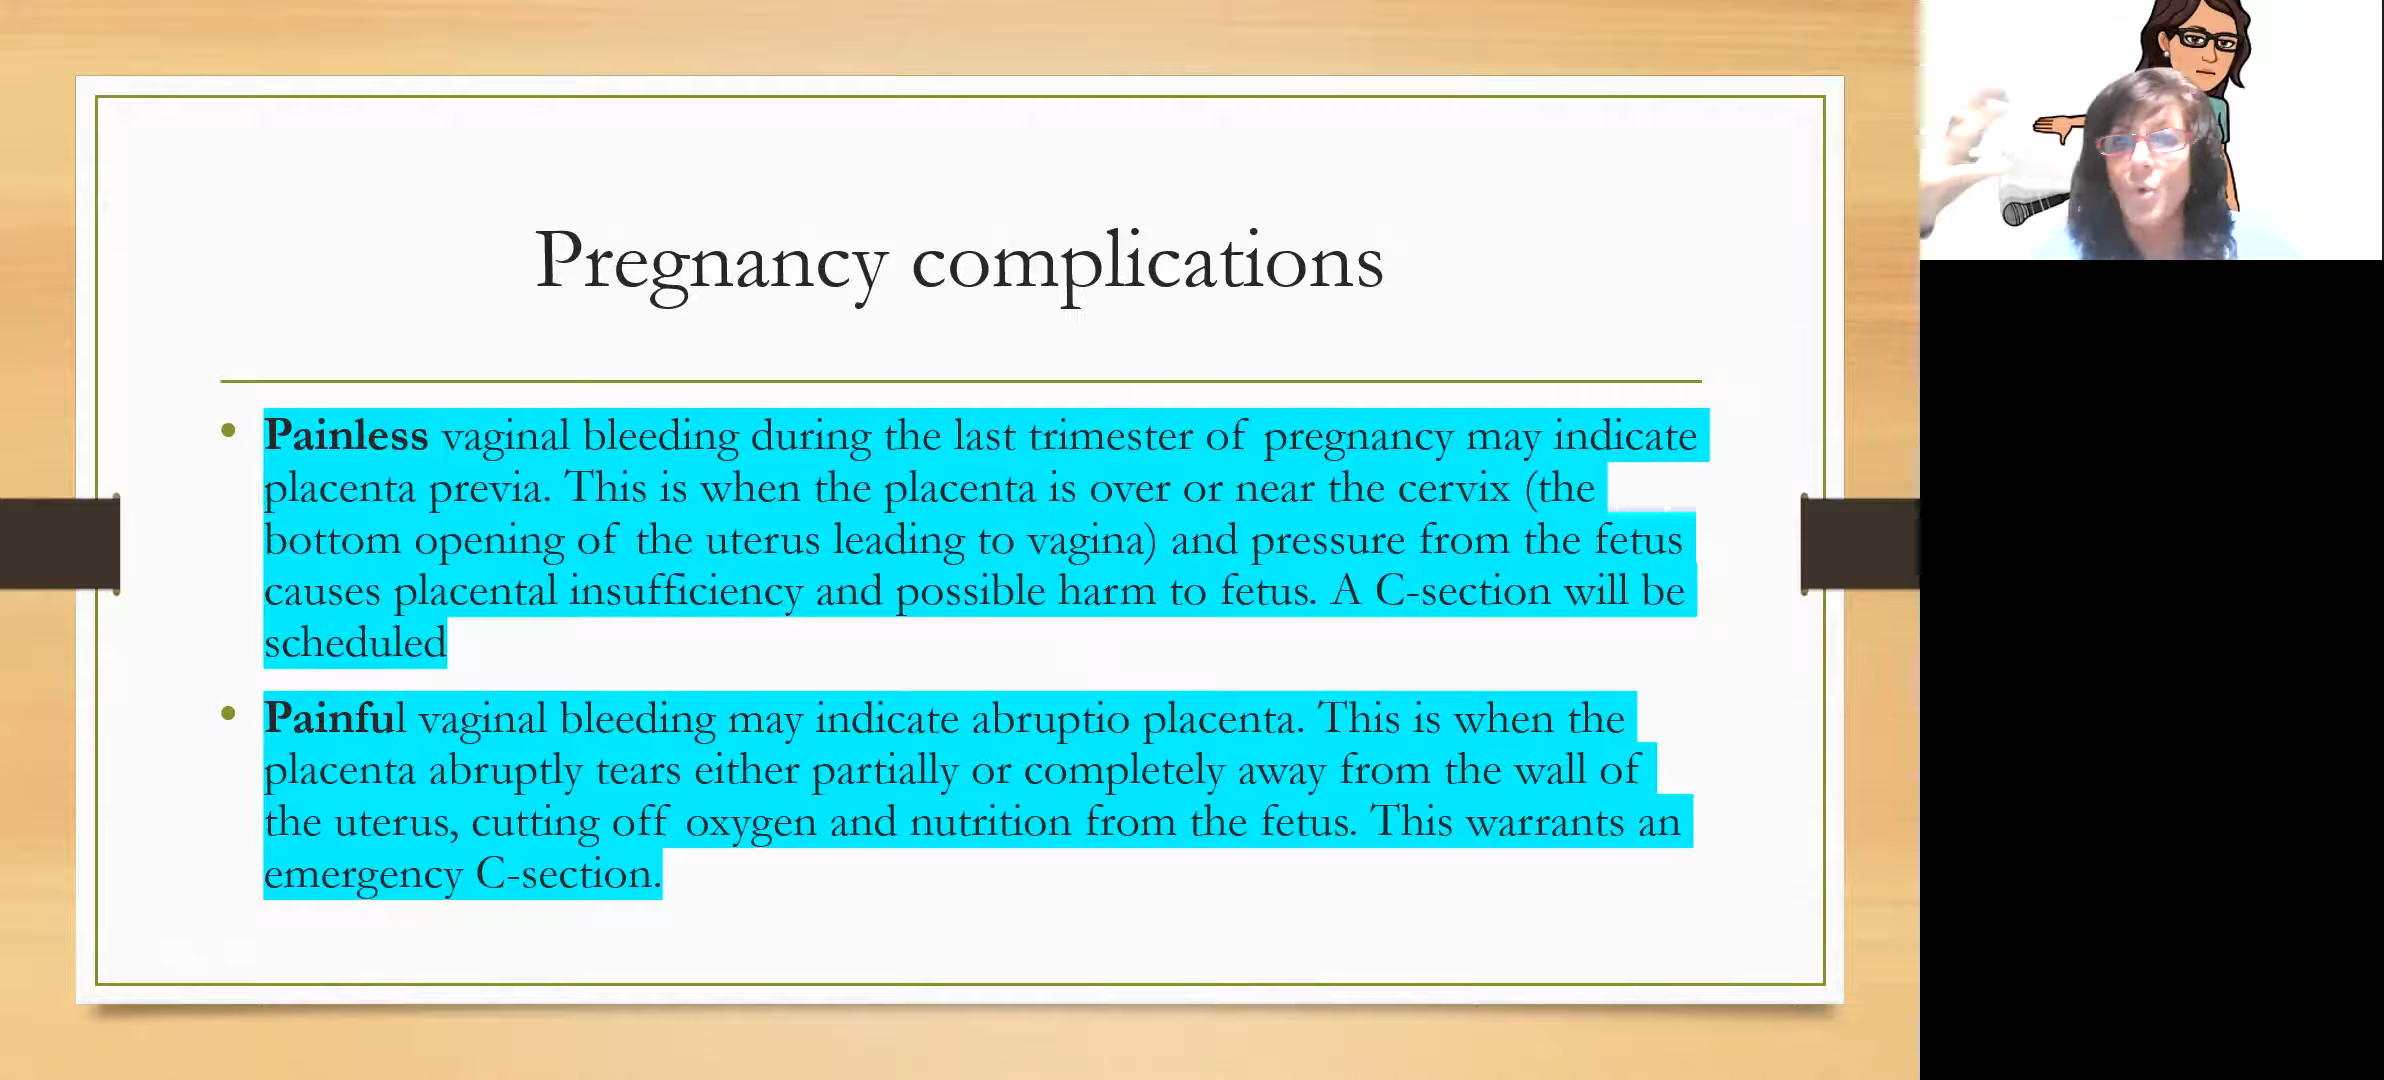 Pregnancy complications
Painless vaginal bleeding during the last trimester of pregnancy may indicate
placenta previa. This is when the placenta is over or near the cervix (the
bottom opening of the uterus leading to vagina) and pressure from the fetus
causes placental insufficiency and possible harm to fetus. A C-section will be
scheduled
Painful vaginal bleeding may indicate abruptio placenta. This is when the
placenta abruptly tears either partially or completely away from the wall of
the uterus, cutting off oxygen and nutrition from the fetus. This warrants an
emergency C-section.